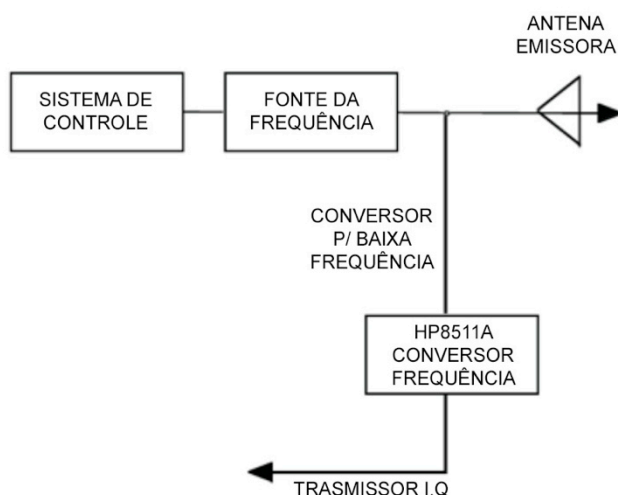 ANTENA
EMISSORA
SISTEMA DE
CONTROLE
FONTE DA
FREQUÊNCIA
CONVERSOR
P/ BAIXA
FREQUÊNCIA
HP8511A
CONVERSOR
FREQUÊNCIA
TRASMISSOR I.Q